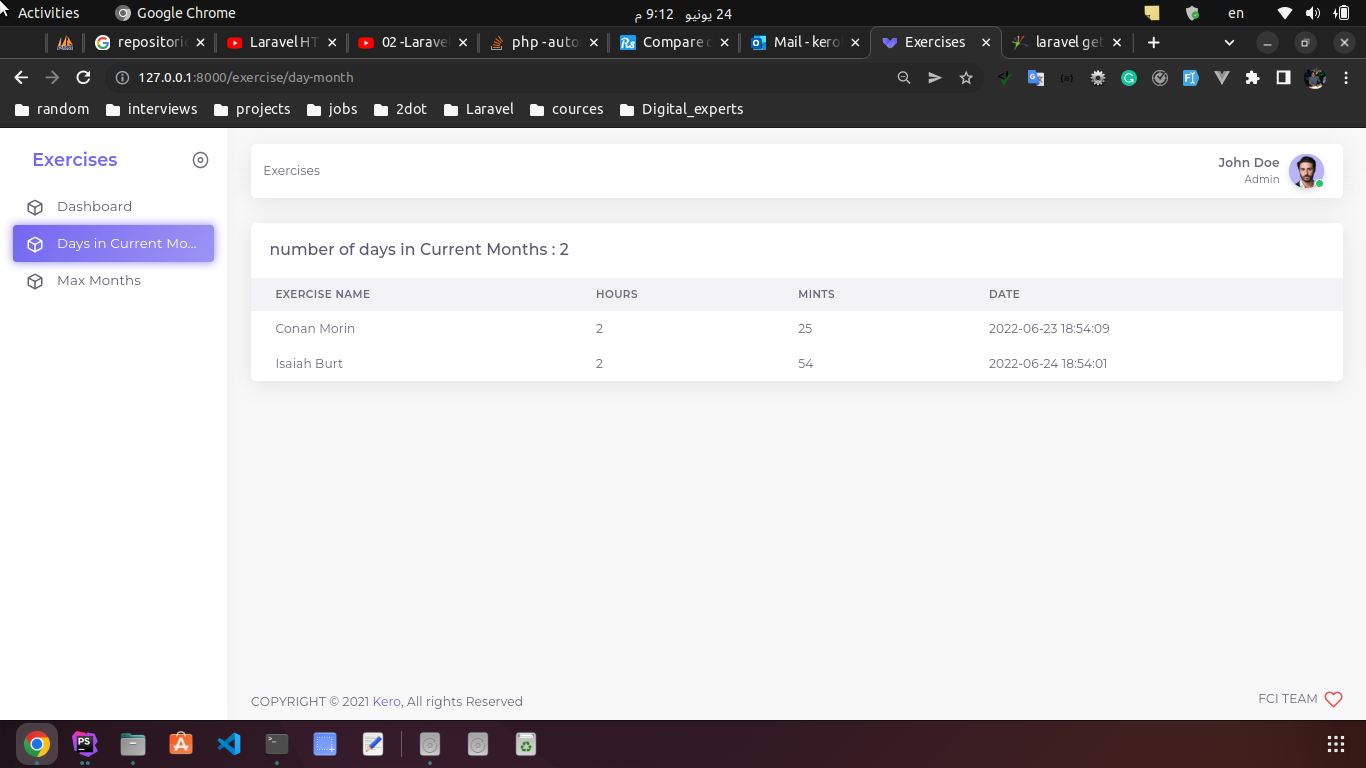 Activities Google Chrome 24 يونيو 9:12 م en
repositorie Laravel HT 02 -Laravel php - auto Compare Mail - kero Exercises laravel get
127.0.0.1:8000/exercise/day-month
random interviews projects jobs 2dot Laravel cources Digital_experts
Exercises
Dashboard
Days in Current Mo...
Max Months
Exercises
John Doe
Admin
number of days in Current Months : 2
EXERCISE NAME HOURS MINTS DATE
Conan Morin 2 25 2022-06-23 18:54:09
Isaiah Burt 2 54 2022-06-24 18:54:01
COPYRIGHT © 2021 Kero, All rights Reserved
FCI TEAM